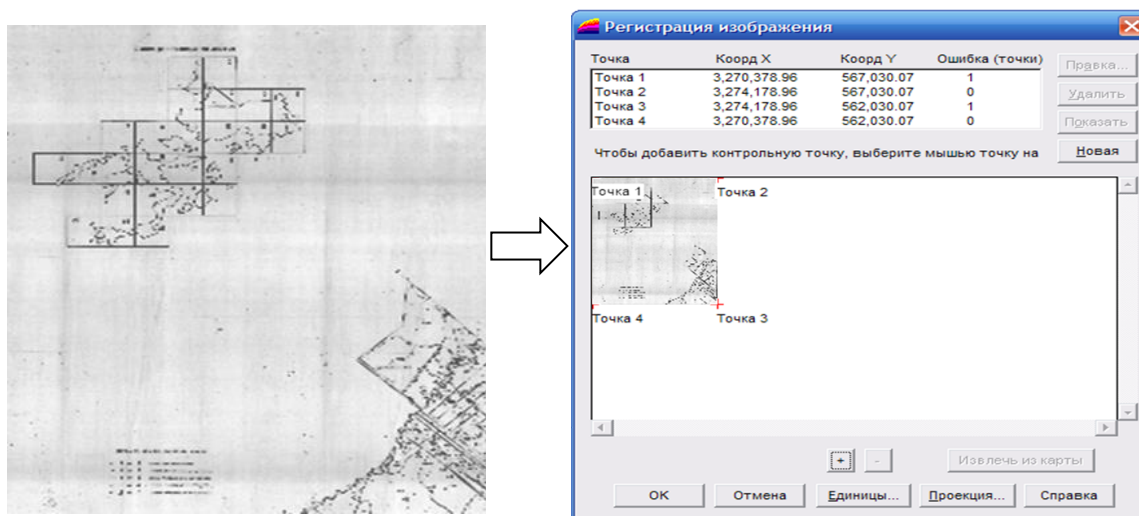 Регистрация изображения
Точка Коорд X Коорд Y Ошибка (точки)
Точка 1 3,270,378.96 567,030.07 1
Точка 2 3,274,178.96 567,030.07 0
Точка 3 3,274,178.96 562,030.07 1
Точка 4 3,270,378.96 562,030.07 0
Правка...
Удалить
Показать
Новая
Чтобы добавить контрольную точку, выберите мышью точку на
Точка 1 Точка 2
Точка 4 Точка 3
+ -
Извлечь из карты
OK Отмена Единицы... Проекция... Справка